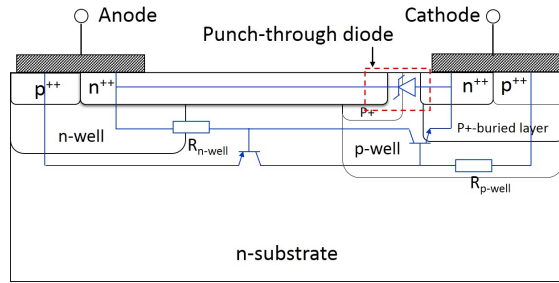 Anode
Cathode
Punch-through diode
p++
n++
n++
p++
P+
P+-buried layer
n-well
Rn-well
p-well
Rp-well
n-substrate